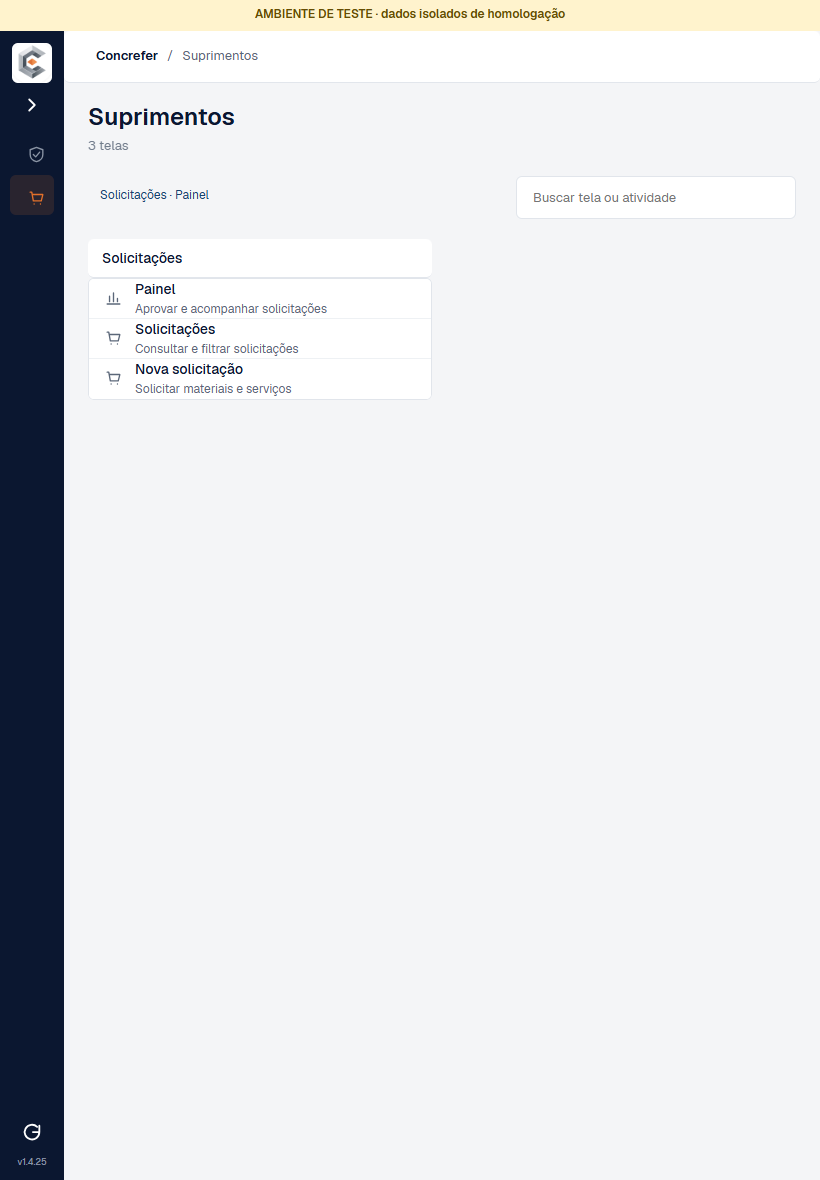 AMBIENTE DE TESTE · dados isolados de homologação
Concrefer / Suprimentos
Suprimentos
3 telas
Solicitações · Painel
Buscar tela ou atividade
Solicitações
Painel
Aprovar e acompanhar solicitações
Solicitações
Consultar e filtrar solicitações
Nova solicitação
Solicitar materiais e serviços
v1.4.25